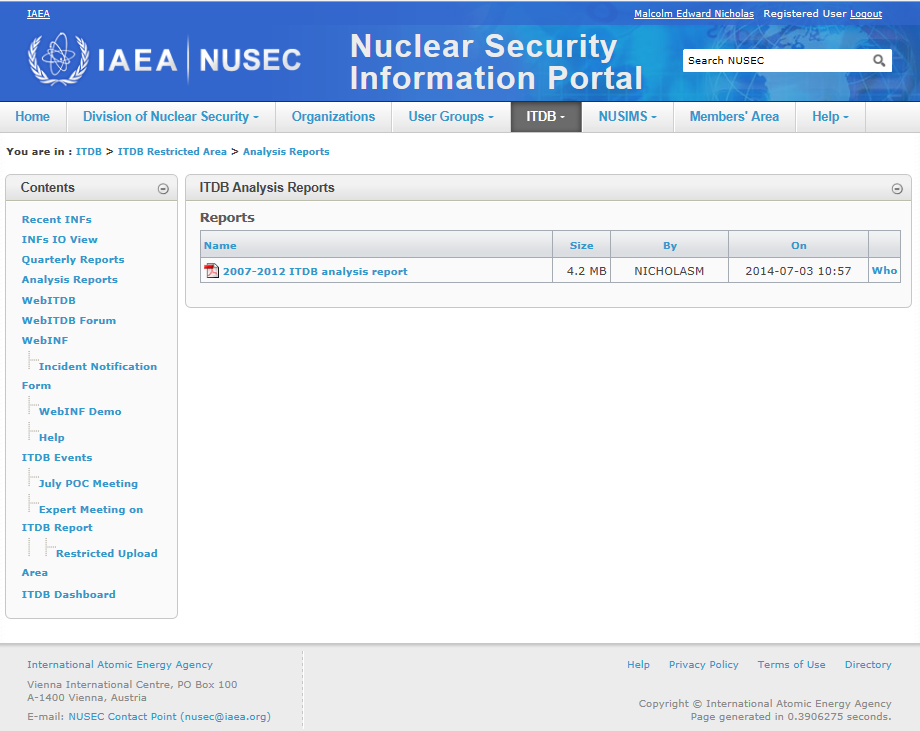 IAEA
Malcolm Edward Nicholas Registered User Logout
IAEA NUSEC
Nuclear Security
Information Portal
Search NUSEC
Home Division of Nuclear Security Organizations User Groups ITDB NUSIMS Members' Area Help
You are in : ITDB > ITDB Restricted Area > Analysis Reports
Contents
Recent INFs
INFs IO View
Quarterly Reports
Analysis Reports
WebITDB
WebITDB Forum
WebINF
Incident Notification
Form
WebINF Demo
Help
ITDB Events
July POC Meeting
Expert Meeting on
ITDB Report
Restricted Upload
Area
ITDB Dashboard
ITDB Analysis Reports
Reports
Name Size By On
2007-2012 ITDB analysis report 4.2 MB NICHOLASM 2014-07-03 10:57 Who
International Atomic Energy Agency
Vienna International Centre, PO Box 100
A-1400 Vienna, Austria
E-mail: NUSEC Contact Point (nusec@iaea.org)
Help Privacy Policy Terms of Use Directory
Copyright © International Atomic Energy Agency
Page generated in 0.3906275 seconds.